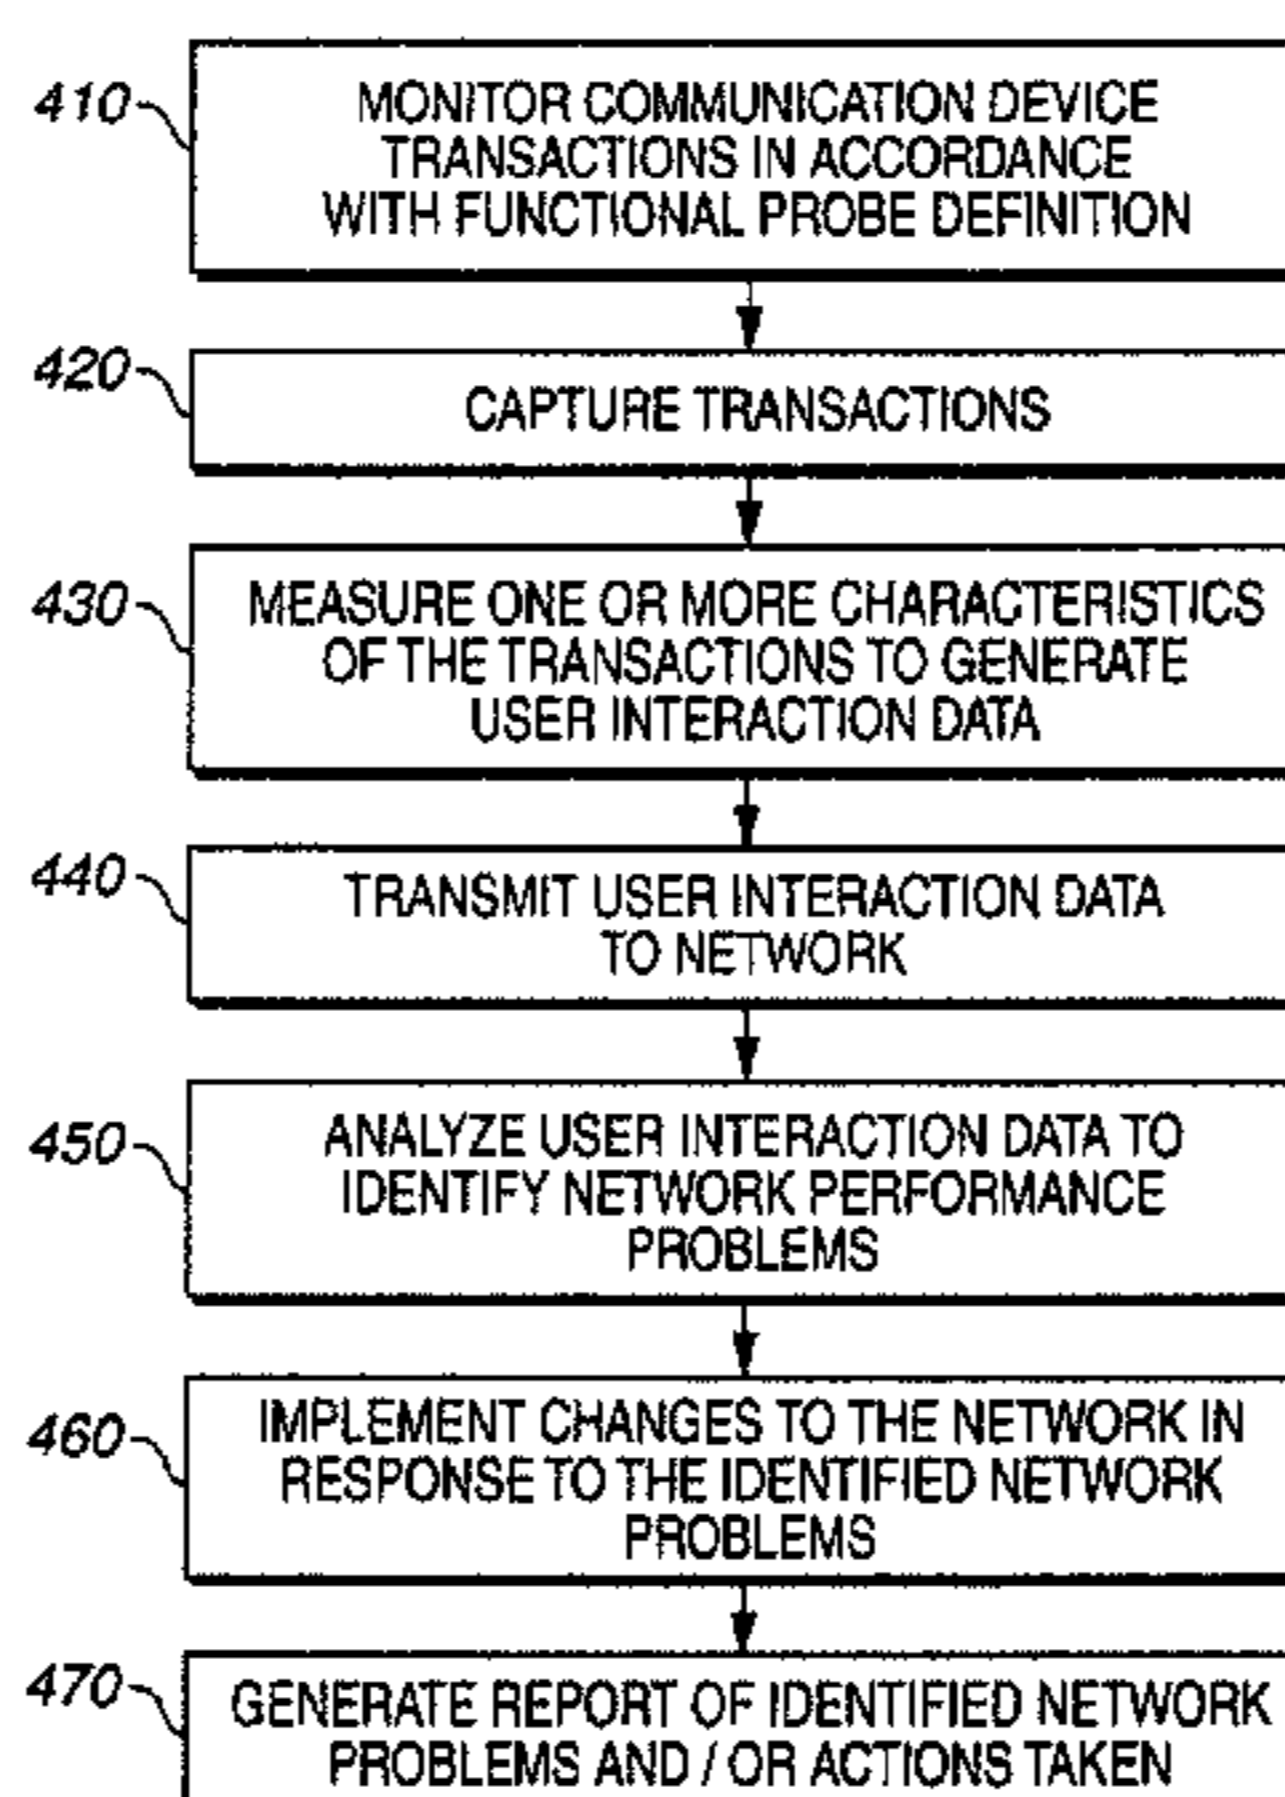 410
MONITOR COMMUNICATION DEVICE
TRANSACTIONS IN ACCORDANCE
WITH FUNCTIONAL PROBE DEFINITION
420
CAPTURE TRANSACTIONS
430
MEASURE ONE OR MORE CHARACTERISTICS
OF THE TRANSACTIONS TO GENERATE
USER INTERACTION DATA
440
TRANSMIT USER INTERACTION DATA
TO NETWORK
450
ANALYZE USER INTERACTION DATA TO
IDENTIFY NETWORK PERFORMANCE
PROBLEMS
460
IMPLEMENT CHANGES TO THE NETWORK IN
RESPONSE TO THE IDENTIFIED NETWORK
PROBLEMS
470
GENERATE REPORT OF IDENTIFIED NETWORK
PROBLEMS AND / OR ACTIONS TAKEN